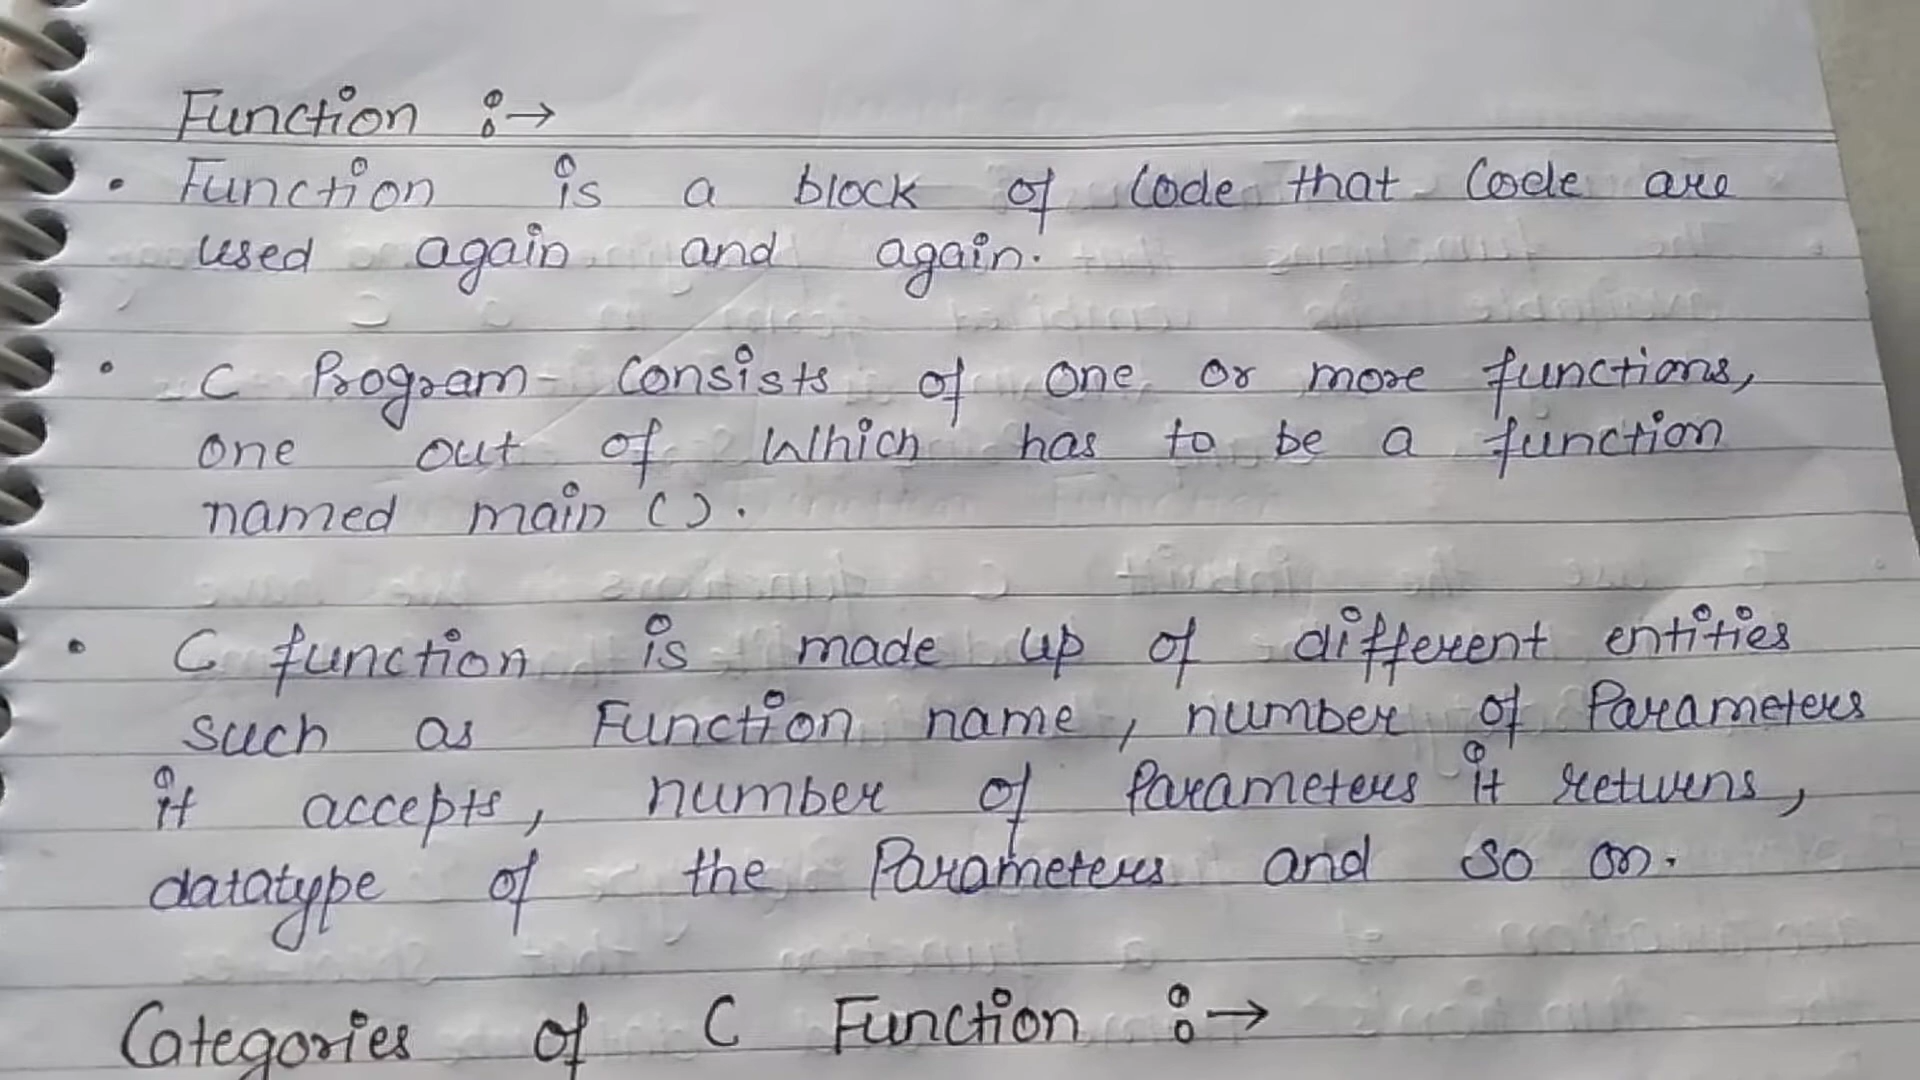 Function :→
• Function is a block of Code that Code are
used again and again.
• C Program consists of one or more functions,
one out of which has to be a function
named main ().
• C function is made up of different entities
such as Function name, number of Parameters
it accepts, number of Parameters it returns,
datatype of the Parameters and so on.
Categories of C Function :→